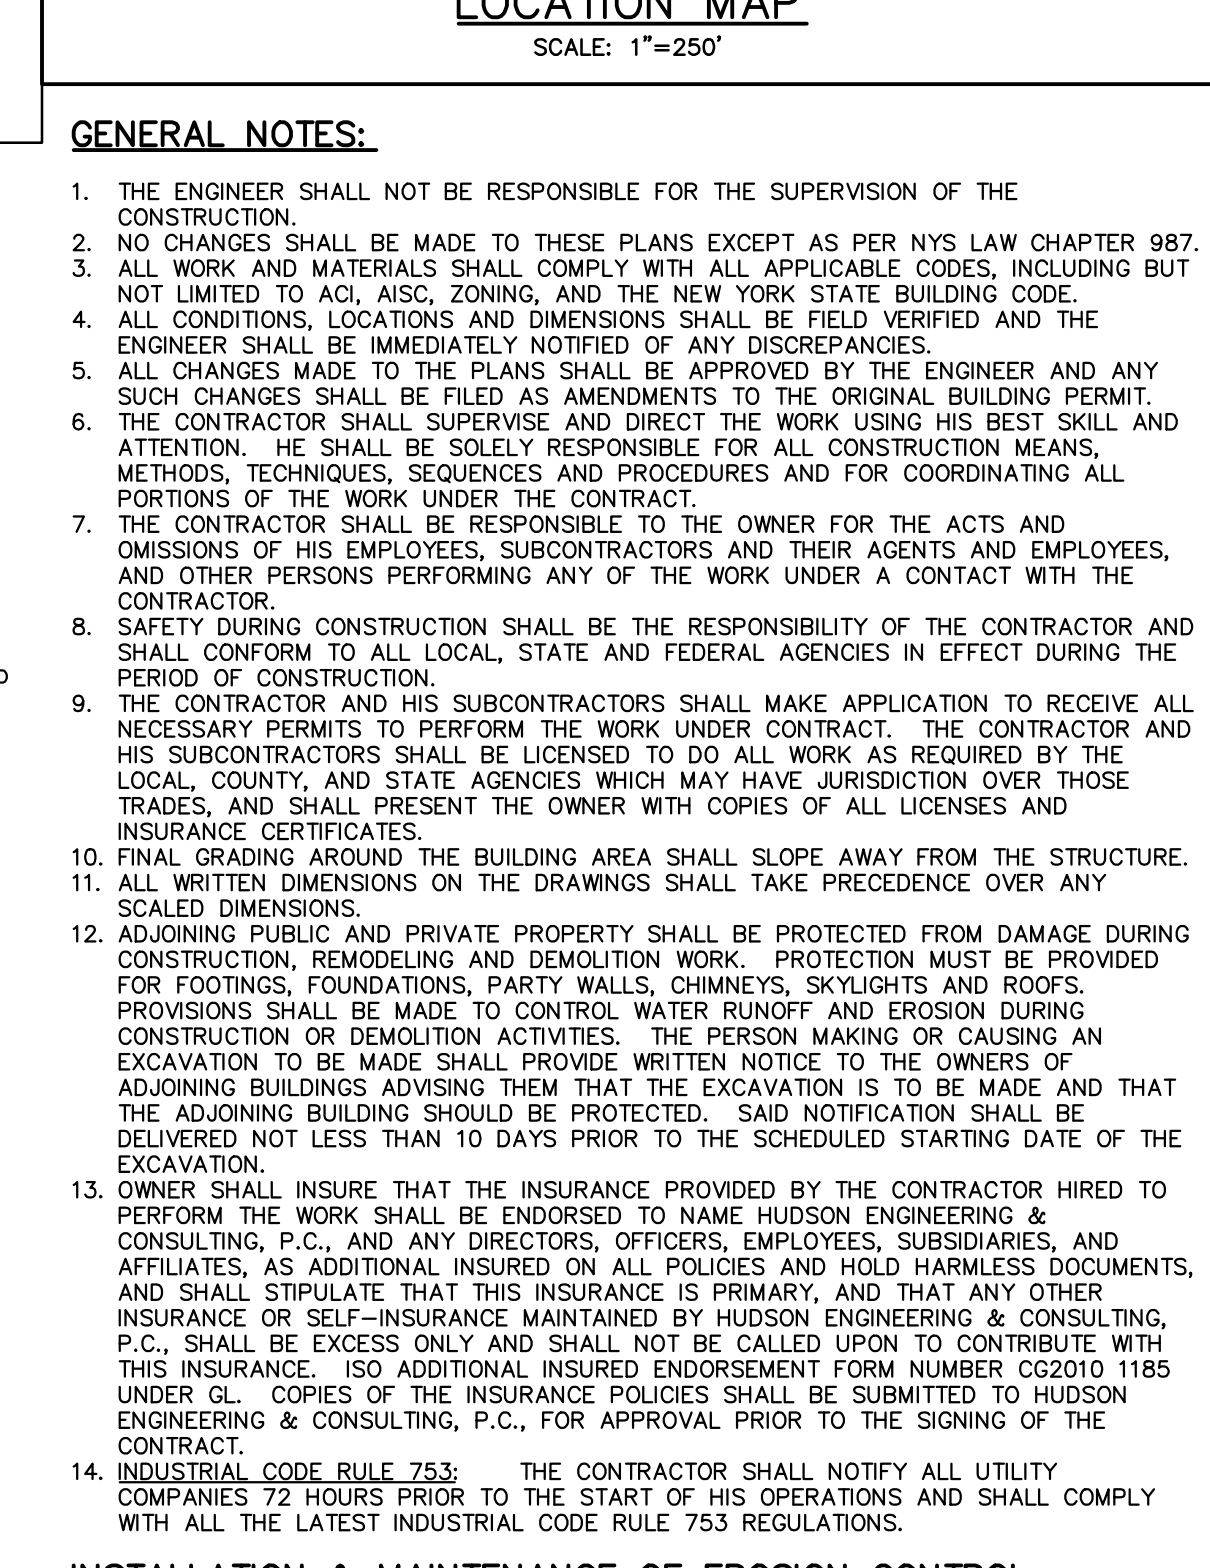 LOCATION MAP
SCALE: 1"=250'
GENERAL NOTES:
1. THE ENGINEER SHALL NOT BE RESPONSIBLE FOR THE SUPERVISION OF THE
CONSTRUCTION.
2. NO CHANGES SHALL BE MADE TO THESE PLANS EXCEPT AS PER NYS LAW CHAPTER 987.
3. ALL WORK AND MATERIALS SHALL COMPLY WITH ALL APPLICABLE CODES, INCLUDING BUT
NOT LIMITED TO ACI, AISC, ZONING, AND THE NEW YORK STATE BUILDING CODE.
4. ALL CONDITIONS, LOCATIONS AND DIMENSIONS SHALL BE FIELD VERIFIED AND THE
ENGINEER SHALL BE IMMEDIATELY NOTIFIED OF ANY DISCREPANCIES.
5. ALL CHANGES MADE TO THE PLANS SHALL BE APPROVED BY THE ENGINEER AND ANY
SUCH CHANGES SHALL BE FILED AS AMENDMENTS TO THE ORIGINAL BUILDING PERMIT.
6. THE CONTRACTOR SHALL SUPERVISE AND DIRECT THE WORK USING HIS BEST SKILL AND
ATTENTION. HE SHALL BE SOLELY RESPONSIBLE FOR ALL CONSTRUCTION MEANS,
METHODS, TECHNIQUES, SEQUENCES AND PROCEDURES AND FOR COORDINATING ALL
PORTIONS OF THE WORK UNDER THE CONTRACT.
7. THE CONTRACTOR SHALL BE RESPONSIBLE TO THE OWNER FOR THE ACTS AND
OMISSIONS OF HIS EMPLOYEES, SUBCONTRACTORS AND THEIR AGENTS AND EMPLOYEES,
AND OTHER PERSONS PERFORMING ANY OF THE WORK UNDER A CONTACT WITH THE
CONTRACTOR.
8. SAFETY DURING CONSTRUCTION SHALL BE THE RESPONSIBILITY OF THE CONTRACTOR AND
SHALL CONFORM TO ALL LOCAL, STATE AND FEDERAL AGENCIES IN EFFECT DURING THE
PERIOD OF CONSTRUCTION.
9. THE CONTRACTOR AND HIS SUBCONTRACTORS SHALL MAKE APPLICATION TO RECEIVE ALL
NECESSARY PERMITS TO PERFORM THE WORK UNDER CONTRACT. THE CONTRACTOR AND
HIS SUBCONTRACTORS SHALL BE LICENSED TO DO ALL WORK AS REQUIRED BY THE
LOCAL, COUNTY, AND STATE AGENCIES WHICH MAY HAVE JURISDICTION OVER THOSE
TRADES, AND SHALL PRESENT THE OWNER WITH COPIES OF ALL LICENSES AND
INSURANCE CERTIFICATES.
10. FINAL GRADING AROUND THE BUILDING AREA SHALL SLOPE AWAY FROM THE STRUCTURE.
11. ALL WRITTEN DIMENSIONS ON THE DRAWINGS SHALL TAKE PRECEDENCE OVER ANY
SCALED DIMENSIONS.
12. ADJOINING PUBLIC AND PRIVATE PROPERTY SHALL BE PROTECTED FROM DAMAGE DURING
CONSTRUCTION, REMODELING AND DEMOLITION WORK. PROTECTION MUST BE PROVIDED
FOR FOOTINGS, FOUNDATIONS, PARTY WALLS, CHIMNEYS, SKYLIGHTS AND ROOFS.
PROVISIONS SHALL BE MADE TO CONTROL WATER RUNOFF AND EROSION DURING
CONSTRUCTION OR DEMOLITION ACTIVITIES. THE PERSON MAKING OR CAUSING AN
EXCAVATION TO BE MADE SHALL PROVIDE WRITTEN NOTICE TO THE OWNERS OF
ADJOINING BUILDINGS ADVISING THEM THAT THE EXCAVATION IS TO BE MADE AND THAT
THE ADJOINING BUILDING SHOULD BE PROTECTED. SAID NOTIFICATION SHALL BE
DELIVERED NOT LESS THAN 10 DAYS PRIOR TO THE SCHEDULED STARTING DATE OF THE
EXCAVATION.
13. OWNER SHALL INSURE THAT THE INSURANCE PROVIDED BY THE CONTRACTOR HIRED TO
PERFORM THE WORK SHALL BE ENDORSED TO NAME HUDSON ENGINEERING &
CONSULTING, P.C., AND ANY DIRECTORS, OFFICERS, EMPLOYEES, SUBSIDIARIES, AND
AFFILIATES, AS ADDITIONAL INSURED ON ALL POLICIES AND HOLD HARMLESS DOCUMENTS,
AND SHALL STIPULATE THAT THIS INSURANCE IS PRIMARY, AND THAT ANY OTHER
INSURANCE OR SELF-INSURANCE MAINTAINED BY HUDSON ENGINEERING & CONSULTING,
P.C., SHALL BE EXCESS ONLY AND SHALL NOT BE CALLED UPON TO CONTRIBUTE WITH
THIS INSURANCE. ISO ADDITIONAL INSURED ENDORSEMENT FORM NUMBER CG2010 1185
UNDER GL. COPIES OF THE INSURANCE POLICIES SHALL BE SUBMITTED TO HUDSON
ENGINEERING & CONSULTING, P.C., FOR APPROVAL PRIOR TO THE SIGNING OF THE
CONTRACT.
14. INDUSTRIAL CODE RULE 753: THE CONTRACTOR SHALL NOTIFY ALL UTILITY
COMPANIES 72 HOURS PRIOR TO THE START OF HIS OPERATIONS AND SHALL COMPLY
WITH ALL THE LATEST INDUSTRIAL CODE RULE 753 REGULATIONS.
INSTALLATION & MAINTENANCE OF EROSION CONTROL